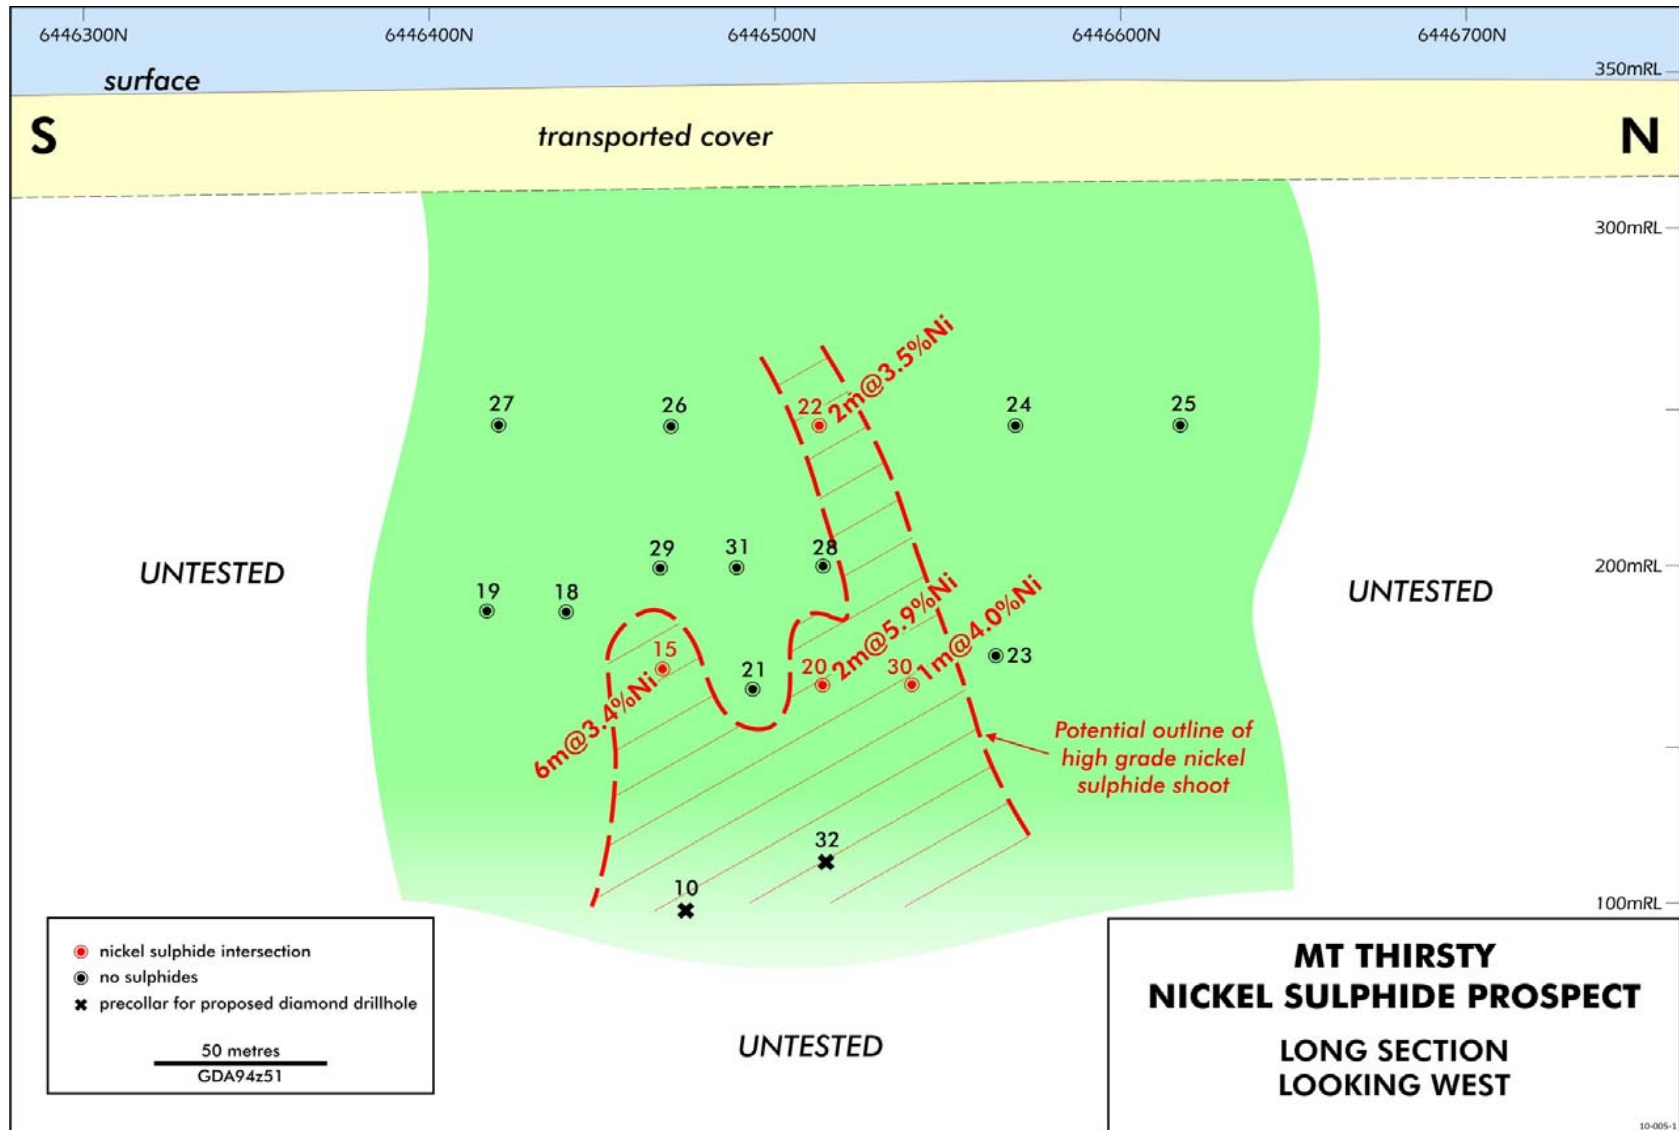 6446300N 6446400N 6446500N 6446600N 6446700N
surface
350mRL
S
transported cover
N
300mRL
2m@3.5%Ni
27
26
22
24
25
29
31
28
200mRL
UNTESTED
UNTESTED
19
18
2m@5.9%Ni
1m@4.0%Ni
15
21
20
30
23
6m@3.4%Ni
Potential outline of
high grade nickel
sulphide shoot
32
10
100mRL
nickel sulphide intersection
no sulphides
precollar for proposed diamond drillhole
50 metres
GDA94z51
UNTESTED
MT THIRSTY
NICKEL SULPHIDE PROSPECT
LONG SECTION
LOOKING WEST
10-005-1